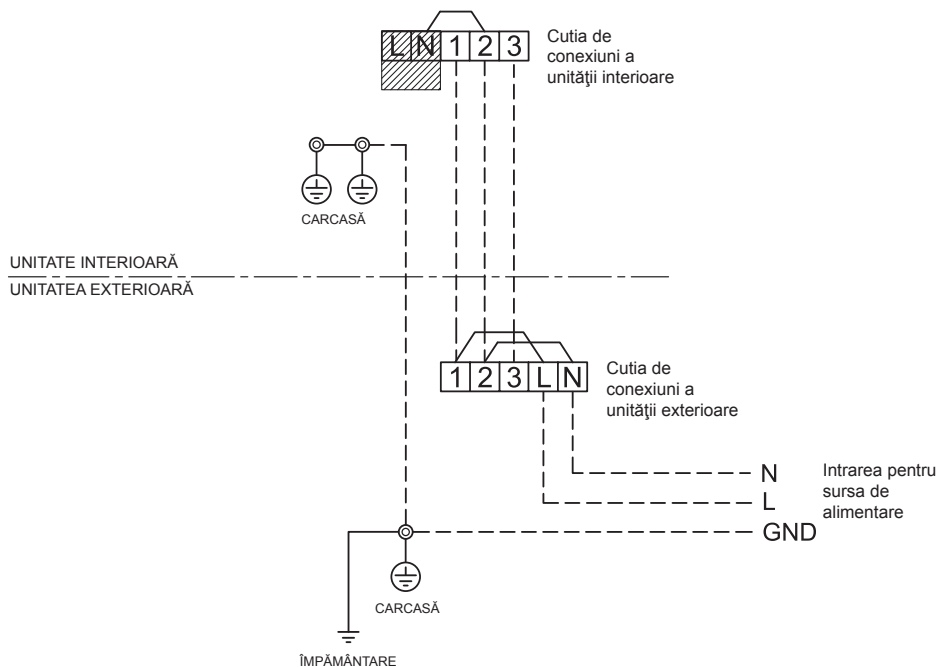 L N 1 2 3
Cutia de
conexiuni a
unităţii interioare
CARCASĂ
UNITATE INTERIOARĂ
UNITATEA EXTERIOARĂ
1 2 3 L N
Cutia de
conexiuni a
unităţii exterioare
N
L
GND
Intrarea pentru
sursa de
alimentare
CARCASĂ
ÎMPĂMÂNTARE